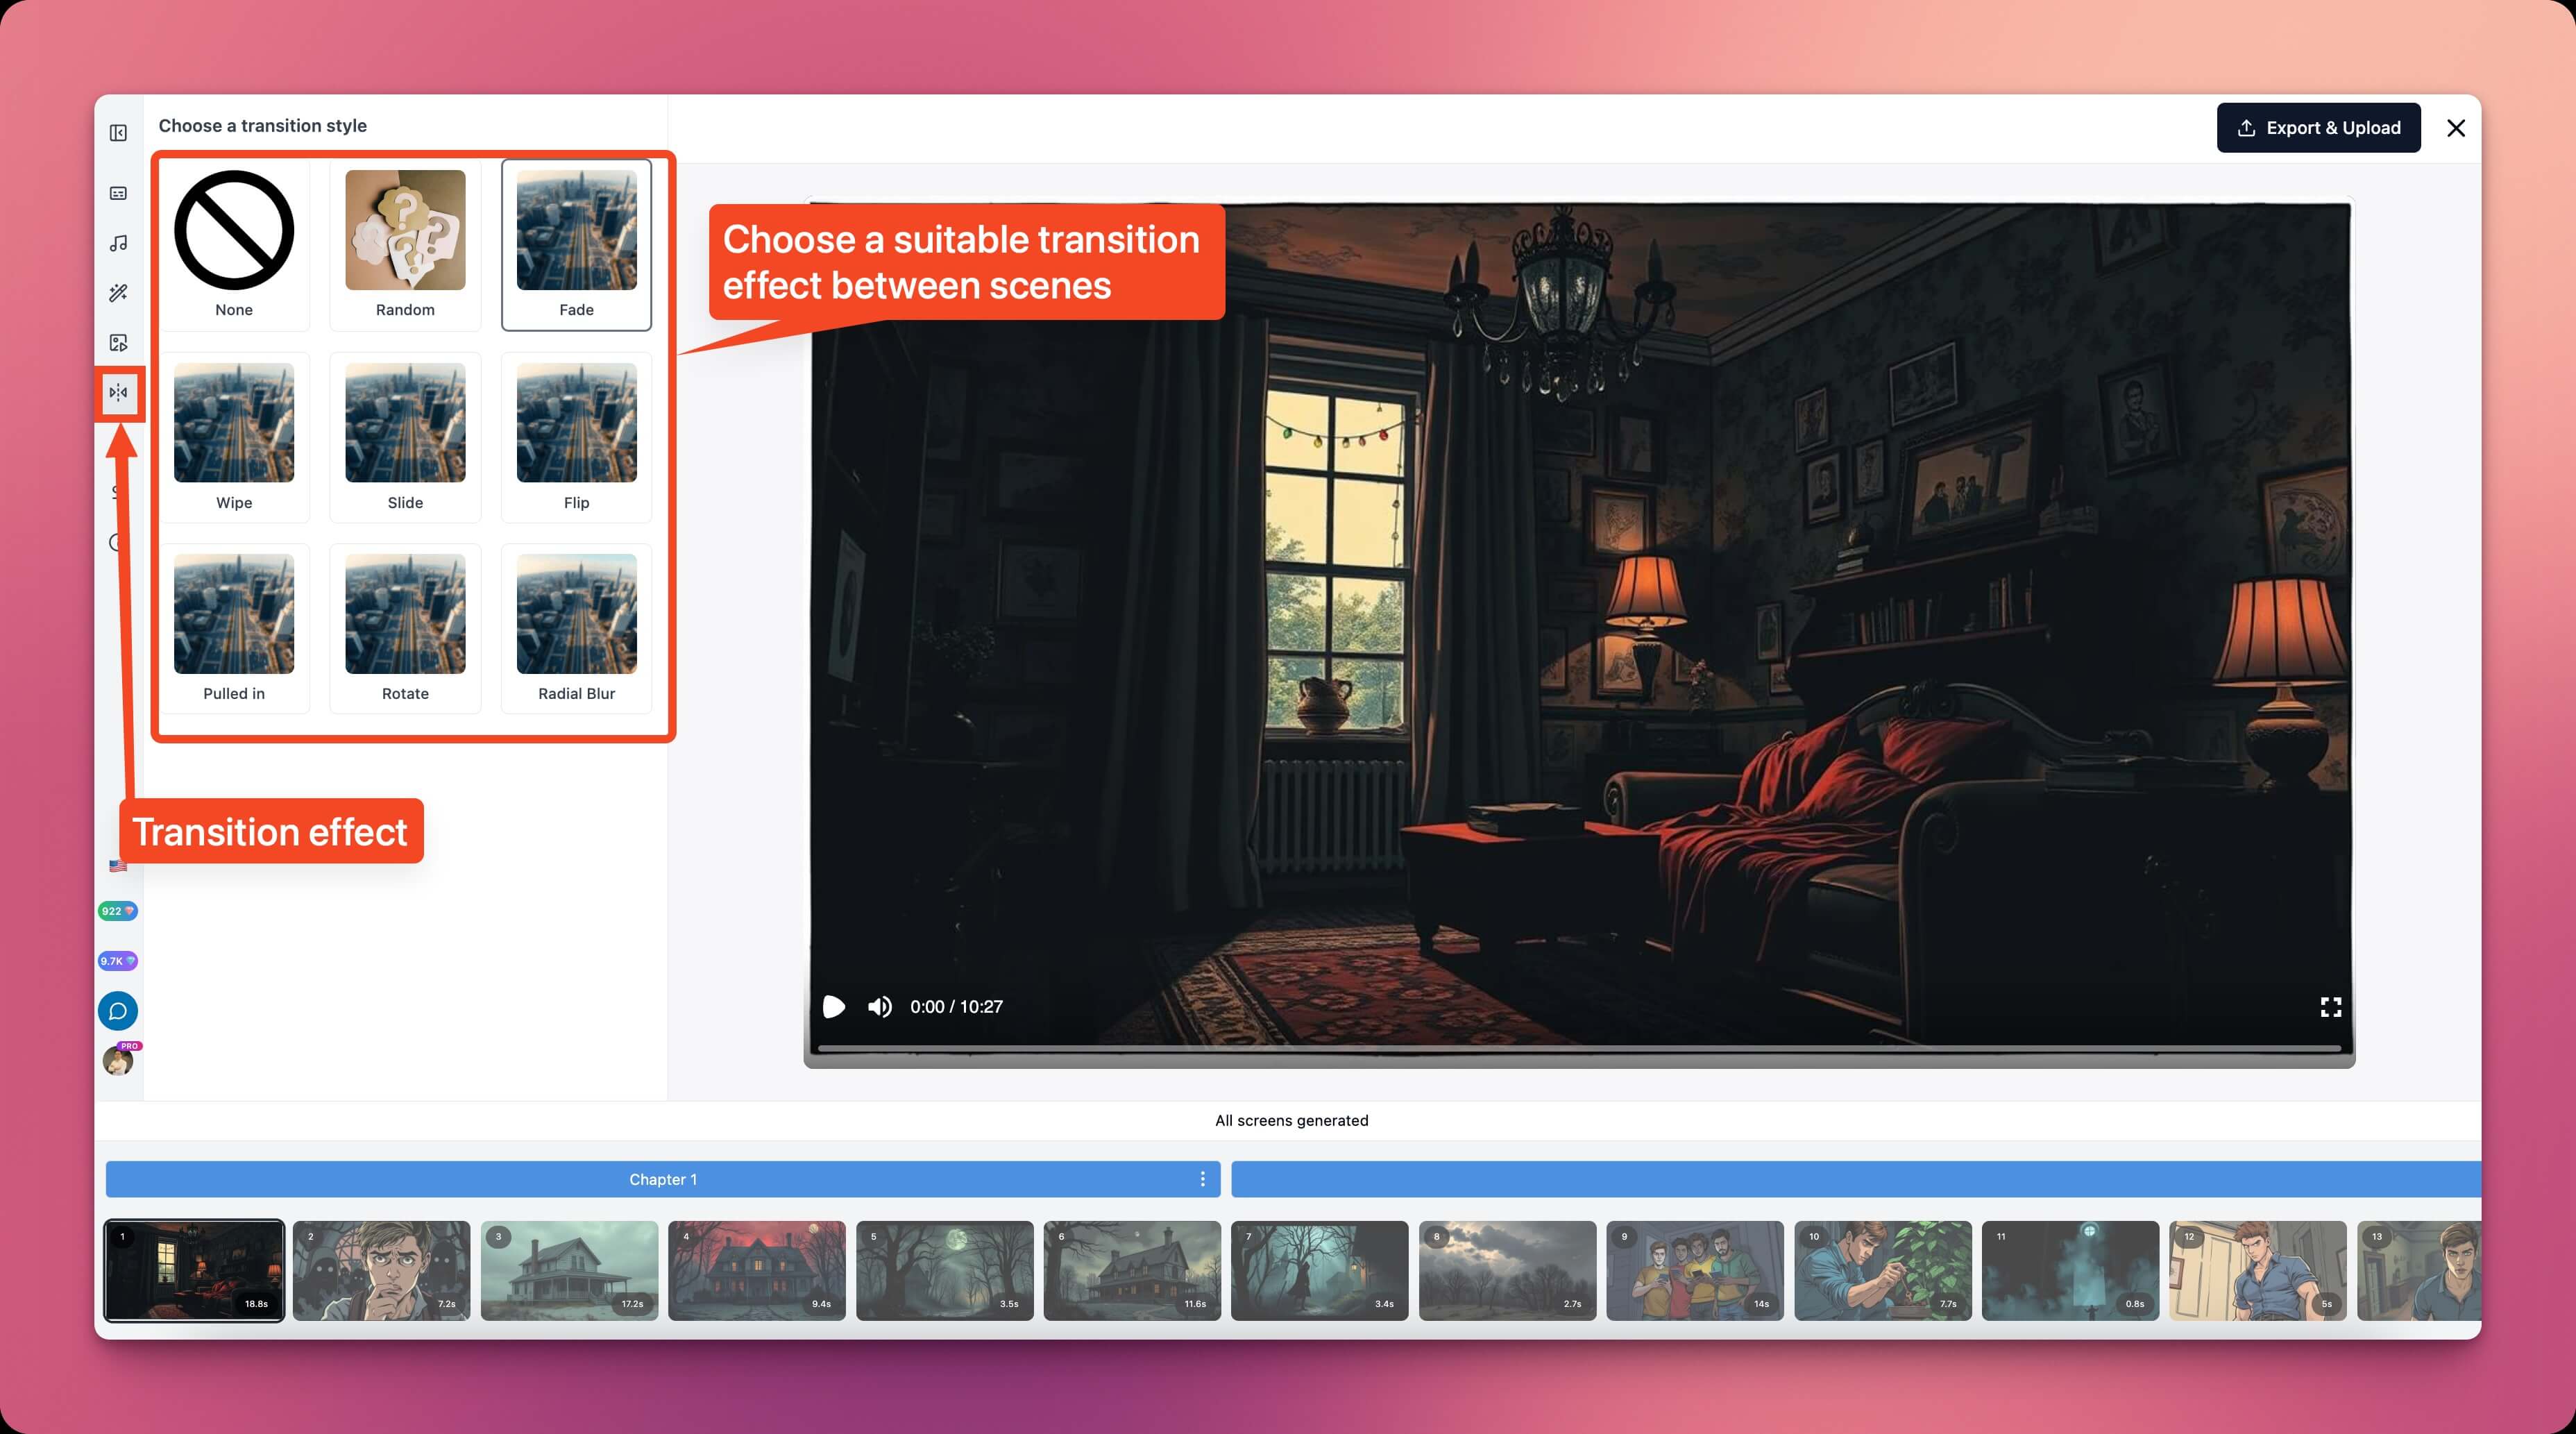 Choose a transition style
Export & Upload
None
Random
Fade
Choose a suitable transition
effect between scenes
Wipe
Slide
Flip
Pulled in
Rotate
Radial Blur
Transition effect
922
9.7K
PRO
0:00 / 10:27
All screens generated
Chapter 1
1
18.8s
2
7.2s
3
17.2s
4
9.4s
5
3.5s
6
11.6s
7
3.4s
8
2.7s
9
14s
10
7.7s
11
0.8s
12
5s
13